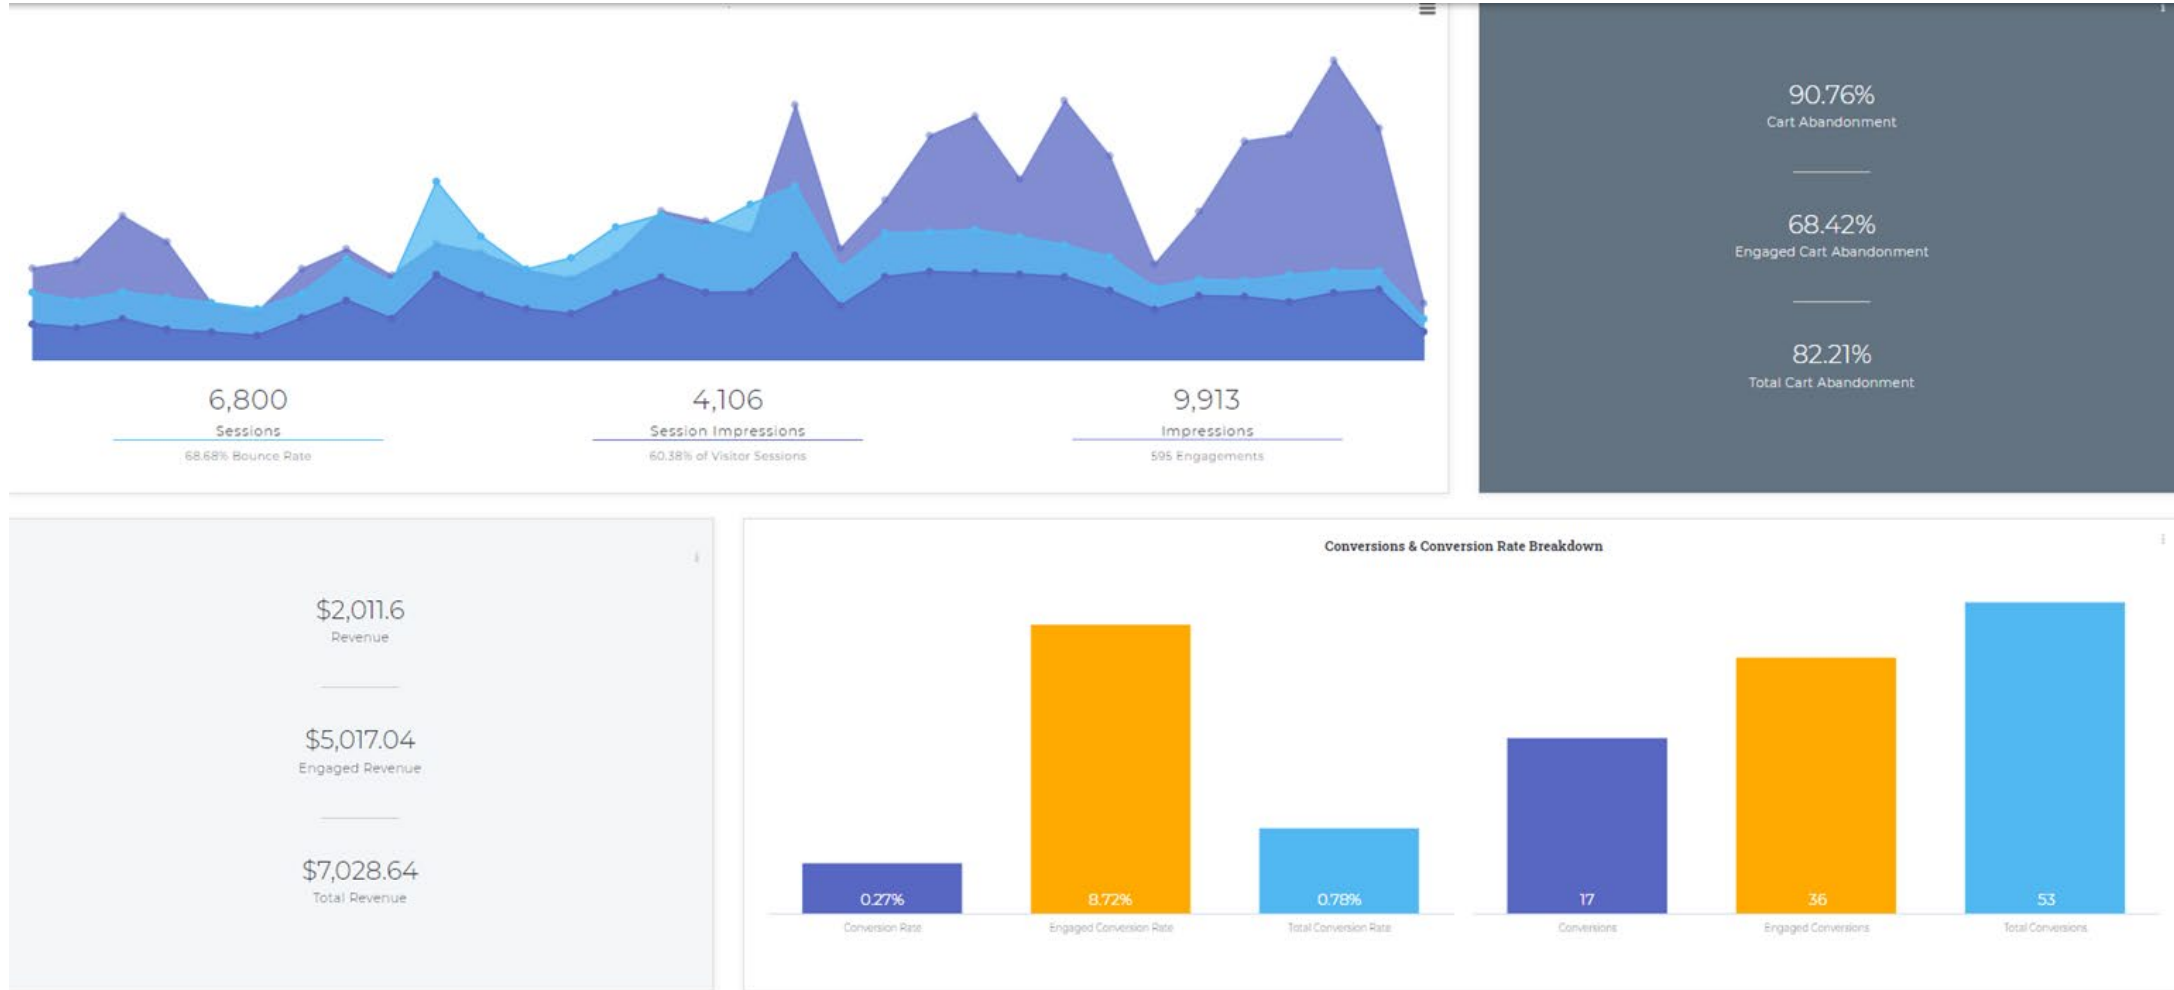 6,800
Sessions
68.68% Bounce Rate
4,106
Session Impressions
60.38% of Visitor Sessions
9,913
Impressions
595 Engagements
90.76%
Cart Abandonment
68.42%
Engaged Cart Abandonment
82.21%
Total Cart Abandonment
$2,011.6
Revenue
$5,017.04
Engaged Revenue
$7,028.64
Total Revenue
Conversions & Conversion Rate Breakdown
0.27%
Conversion Rate
8.72%
Engaged Conversion Rate
0.78%
Total Conversion Rate
17
Conversions
36
Engaged Conversions
53
Total Conversions